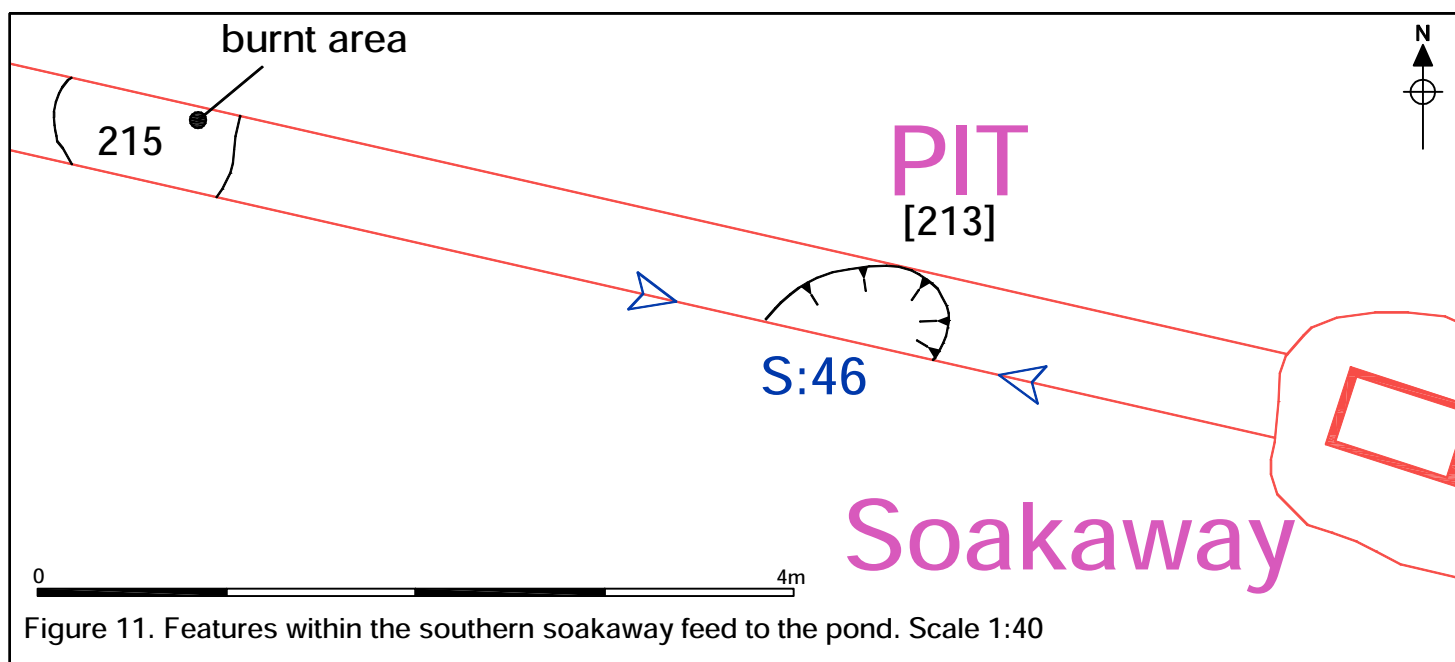 burnt area
N
215
PIT
[213]
S:46
Soakaway
0 4m
Figure 11. Features within the southern soakaway feed to the pond. Scale 1:40